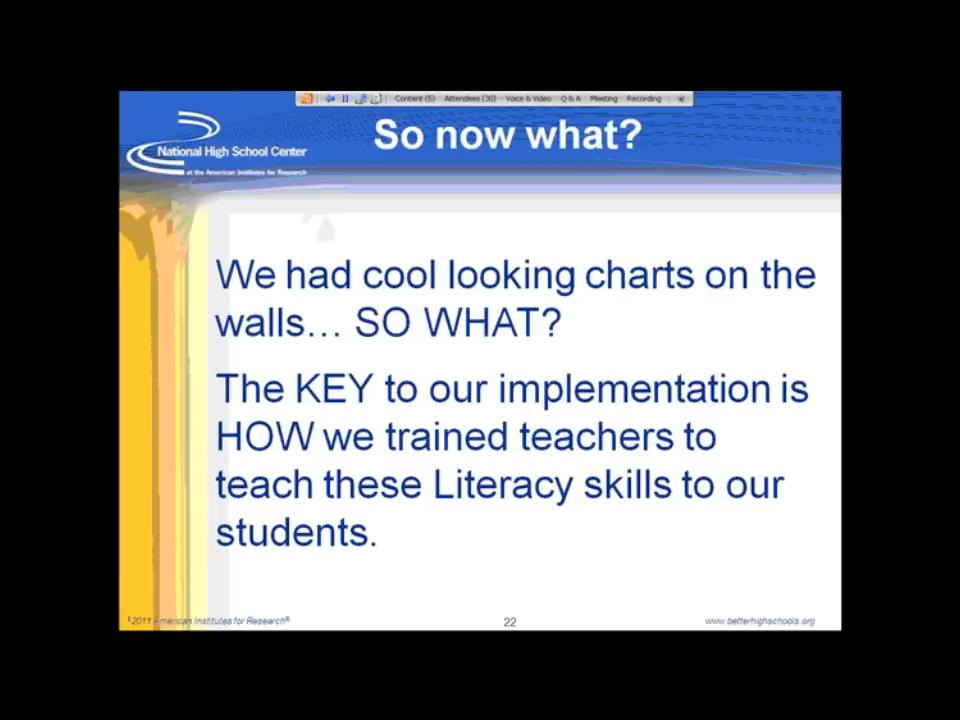 Content (5) Attendees (30) Voice & Video Q & A Meeting Recording
So now what?
National High School Center
at the American Institutes for Research
We had cool looking charts on the
walls… SO WHAT?
The KEY to our implementation is
HOW we trained teachers to
teach these Literacy skills to our
students.
2011 American Institutes for Research®
22
www.betterhighschools.org